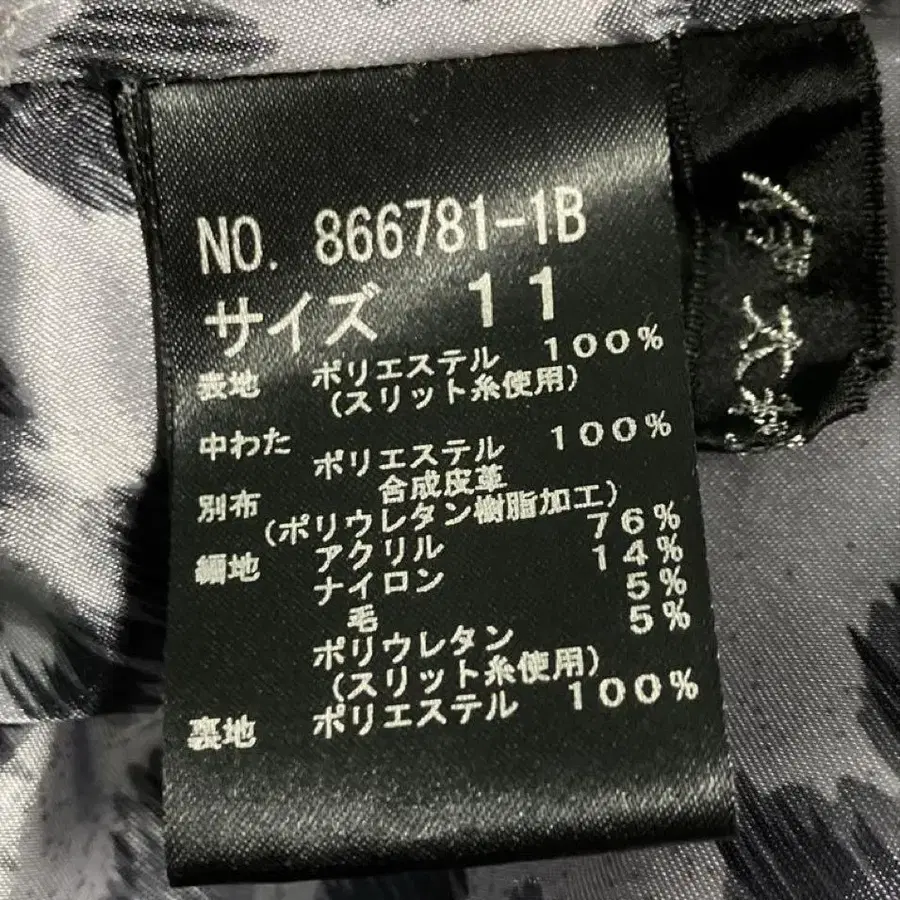 NO. 866781-1B
サイズ 11
表地 ポリエステル 100%
(スリット糸使用)
中わた ポリエステル 100%
別布 合成皮革
(ポリウレタン樹脂加工)
編地 アクリル 76%
ナイロン 14%
毛 5%
ポリウレタン 5%
(スリット糸使用)
裏地 ポリエステル 100%